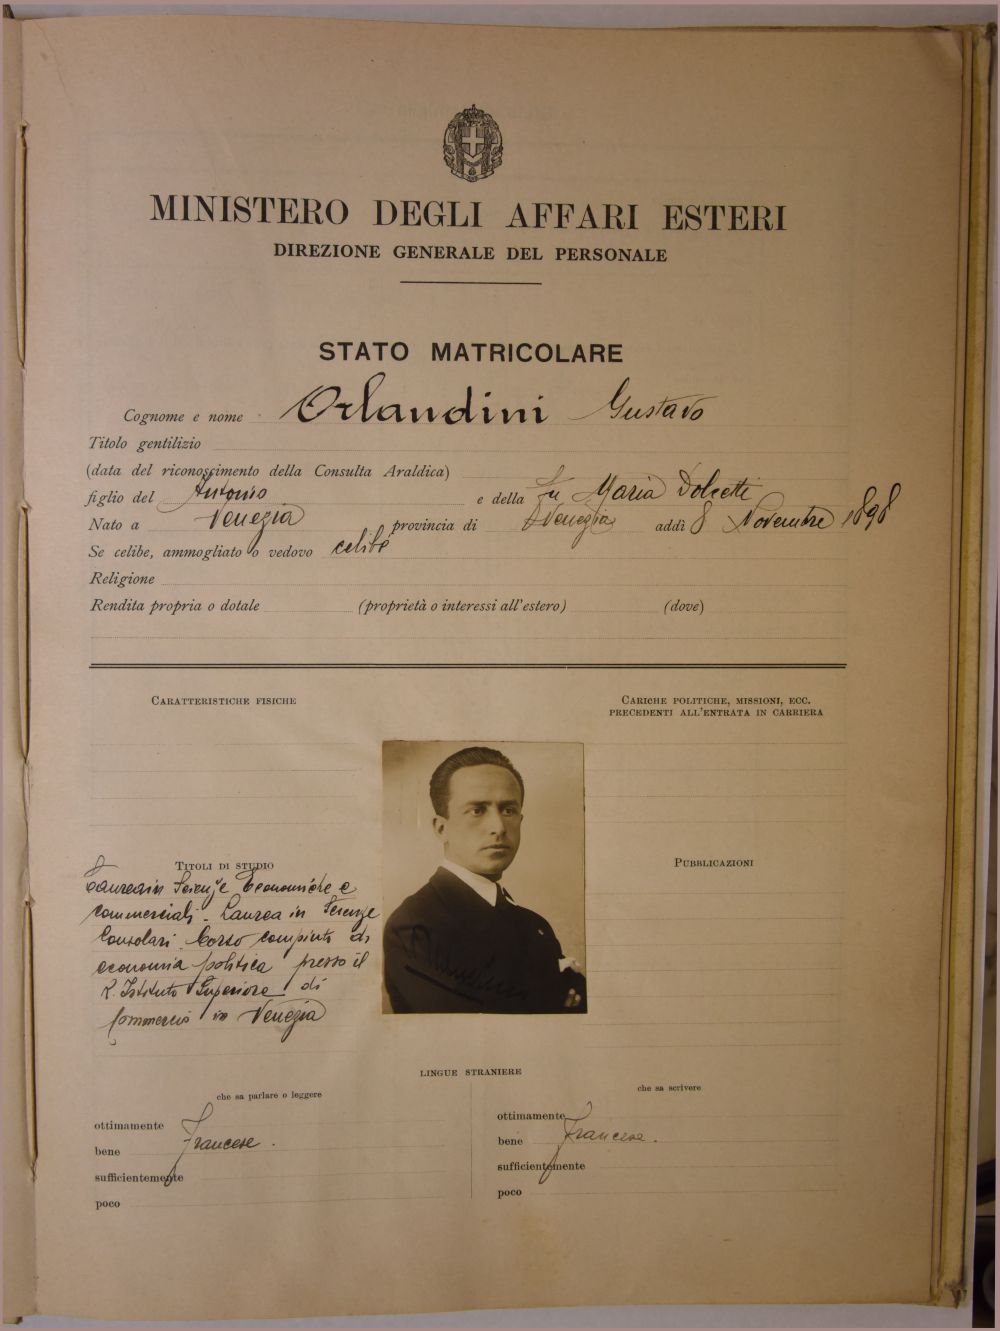 MINISTERO DEGLI AFFARI ESTERI
DIREZIONE GENERALE DEL PERSONALE
STATO MATRICOLARE
Cognome e nome Orlandini Gustavo
Titolo gentilizio
(data del riconoscimento della Consulta Araldica)
figlio del Antonio e della fu Maria Dolcetti
Nato a Venezia provincia di Venezia addì 8 Novembre 1898
Se celibe, ammogliato o vedovo celibe
Religione
Rendita propria o dotale (proprietà o interessi all'estero) (dove)
CARATTERISTICHE FISICHE
CARICHE POLITICHE, MISSIONI, ECC.
PRECEDENTI ALL'ENTRATA IN CARRIERA
TITOLI DI STUDIO
Laurea in Scienze Economiche e
commerciali - Laurea in Scienze
Consolari. Corso compiuto di
economia politica presso il
R. Istituto Superiore di
Commercio in Venezia
PUBBLICAZIONI
LINGUE STRANIERE
che sa parlare o leggere
ottimamente
bene Francese.
sufficientemente
poco
che sa scrivere
ottimamente
bene Francese.
sufficientemente
poco